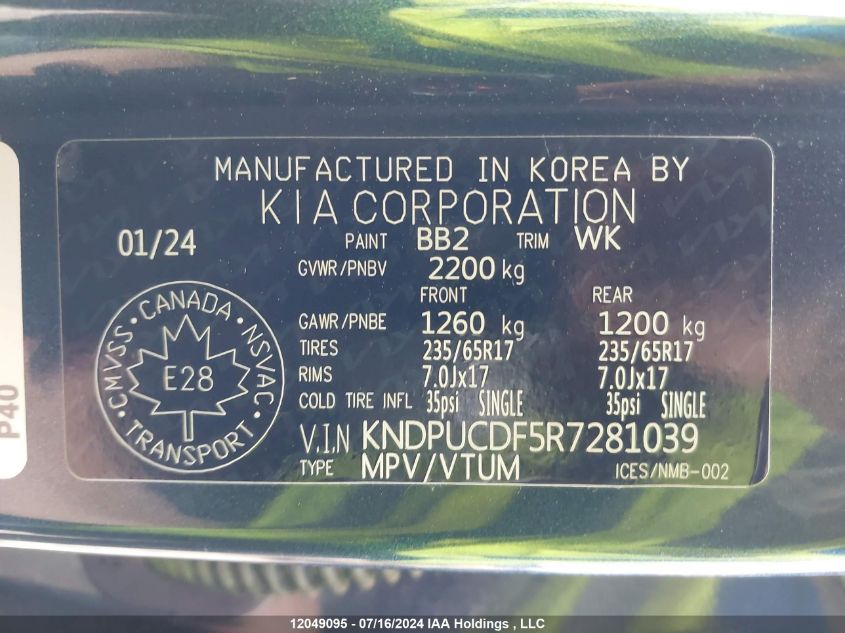 MANUFACTURED IN KOREA BY
KIA CORPORATION
01/24 PAINT BB2 TRIM WK
GVWR/PNBV 2200 kg
FRONT REAR
GAWR/PNBE 1260 kg 1200 kg
TIRES 235/65R17 235/65R17
RIMS 7.0Jx17 7.0Jx17
COLD TIRE INFL 35psi SINGLE 35psi SINGLE
V.I.N KNDPUCDF5R7281039
TYPE MPV/VTUM ICES/NMB-002
CANADA
CMVSS • NSVAC
E28
TRANSPORT
P40
12049095 - 07/16/2024 IAA Holdings , LLC